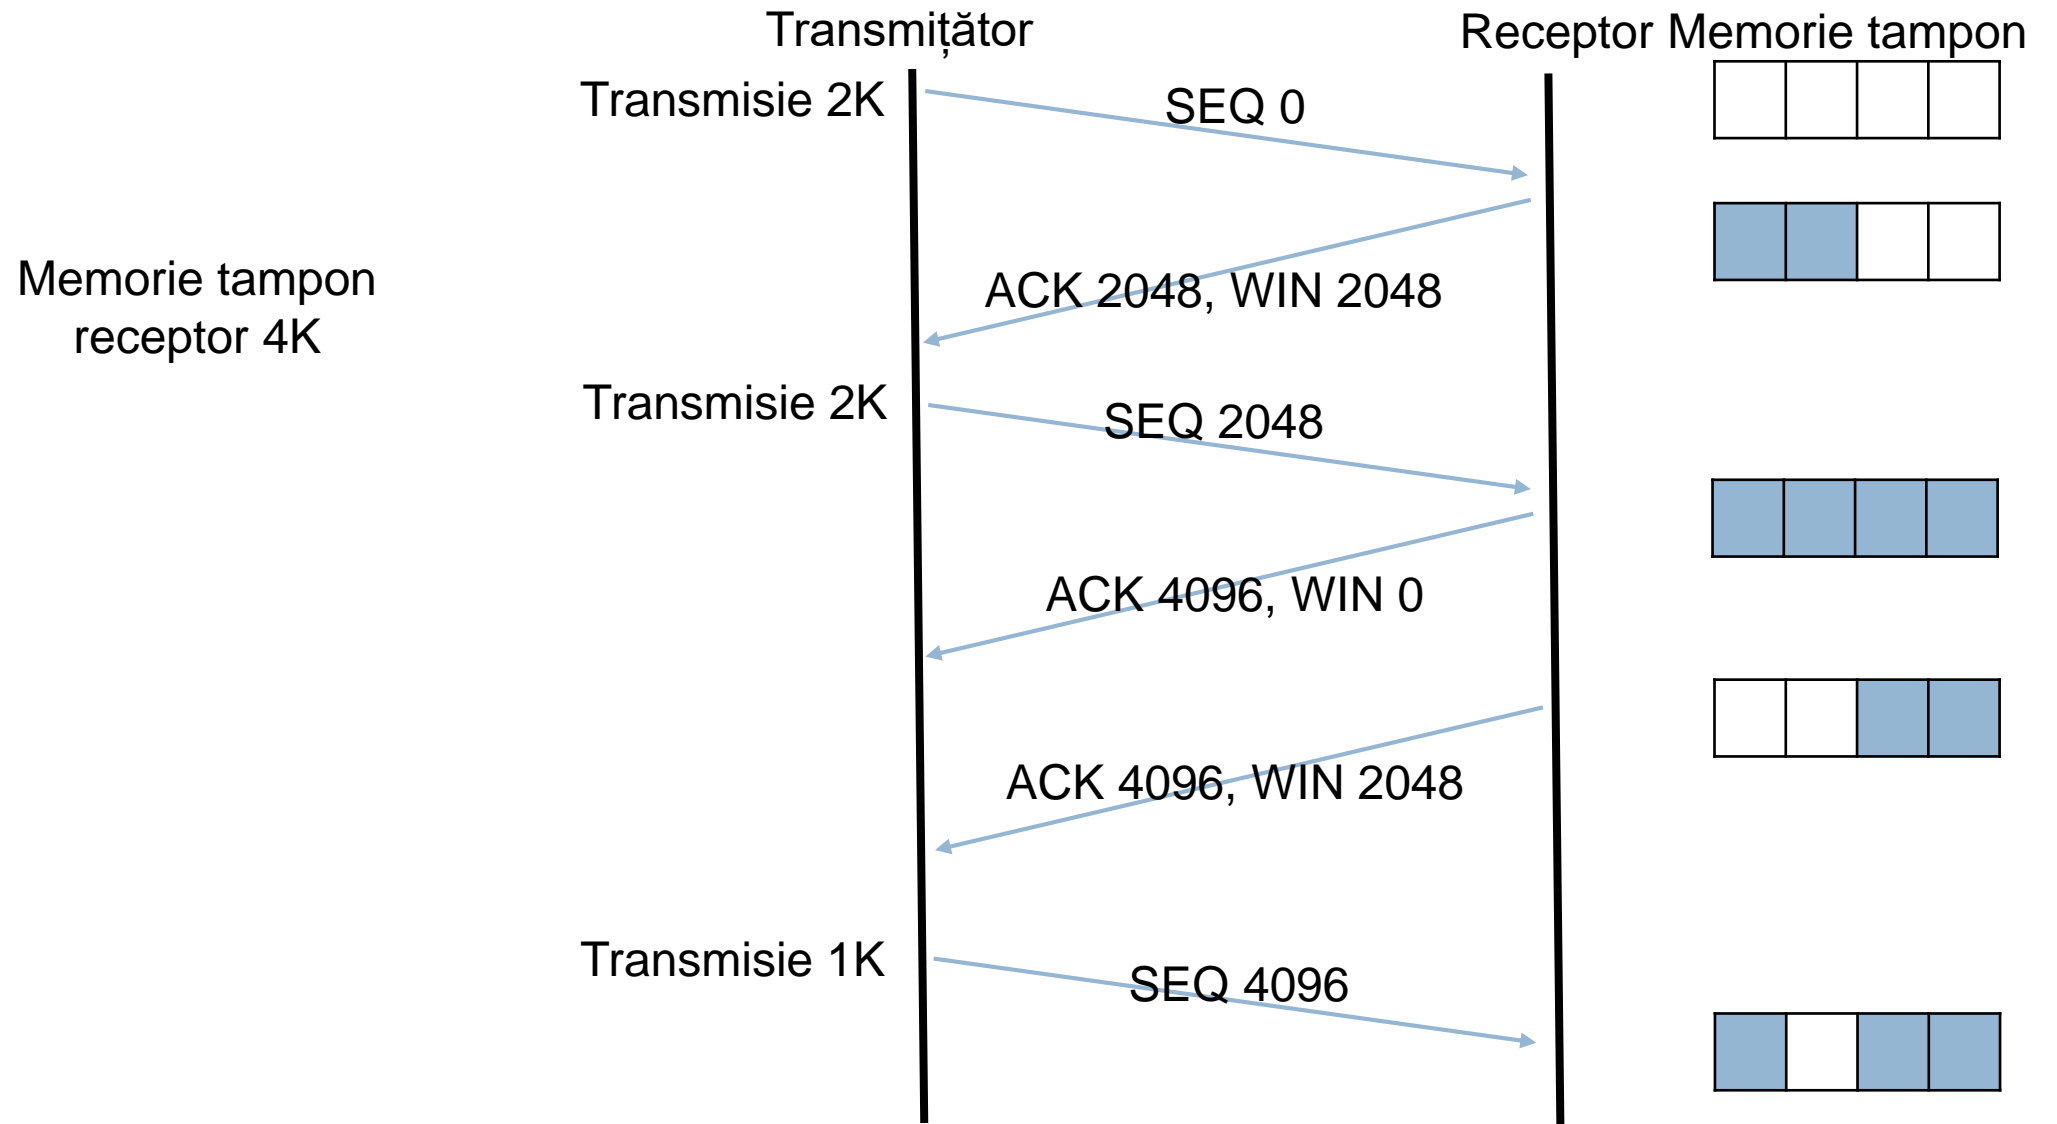 Transmițător
Receptor Memorie tampon
Transmisie 2K
SEQ 0
Memorie tampon
receptor 4K
ACK 2048, WIN 2048
Transmisie 2K
SEQ 2048
ACK 4096, WIN 0
ACK 4096, WIN 2048
Transmisie 1K
SEQ 4096